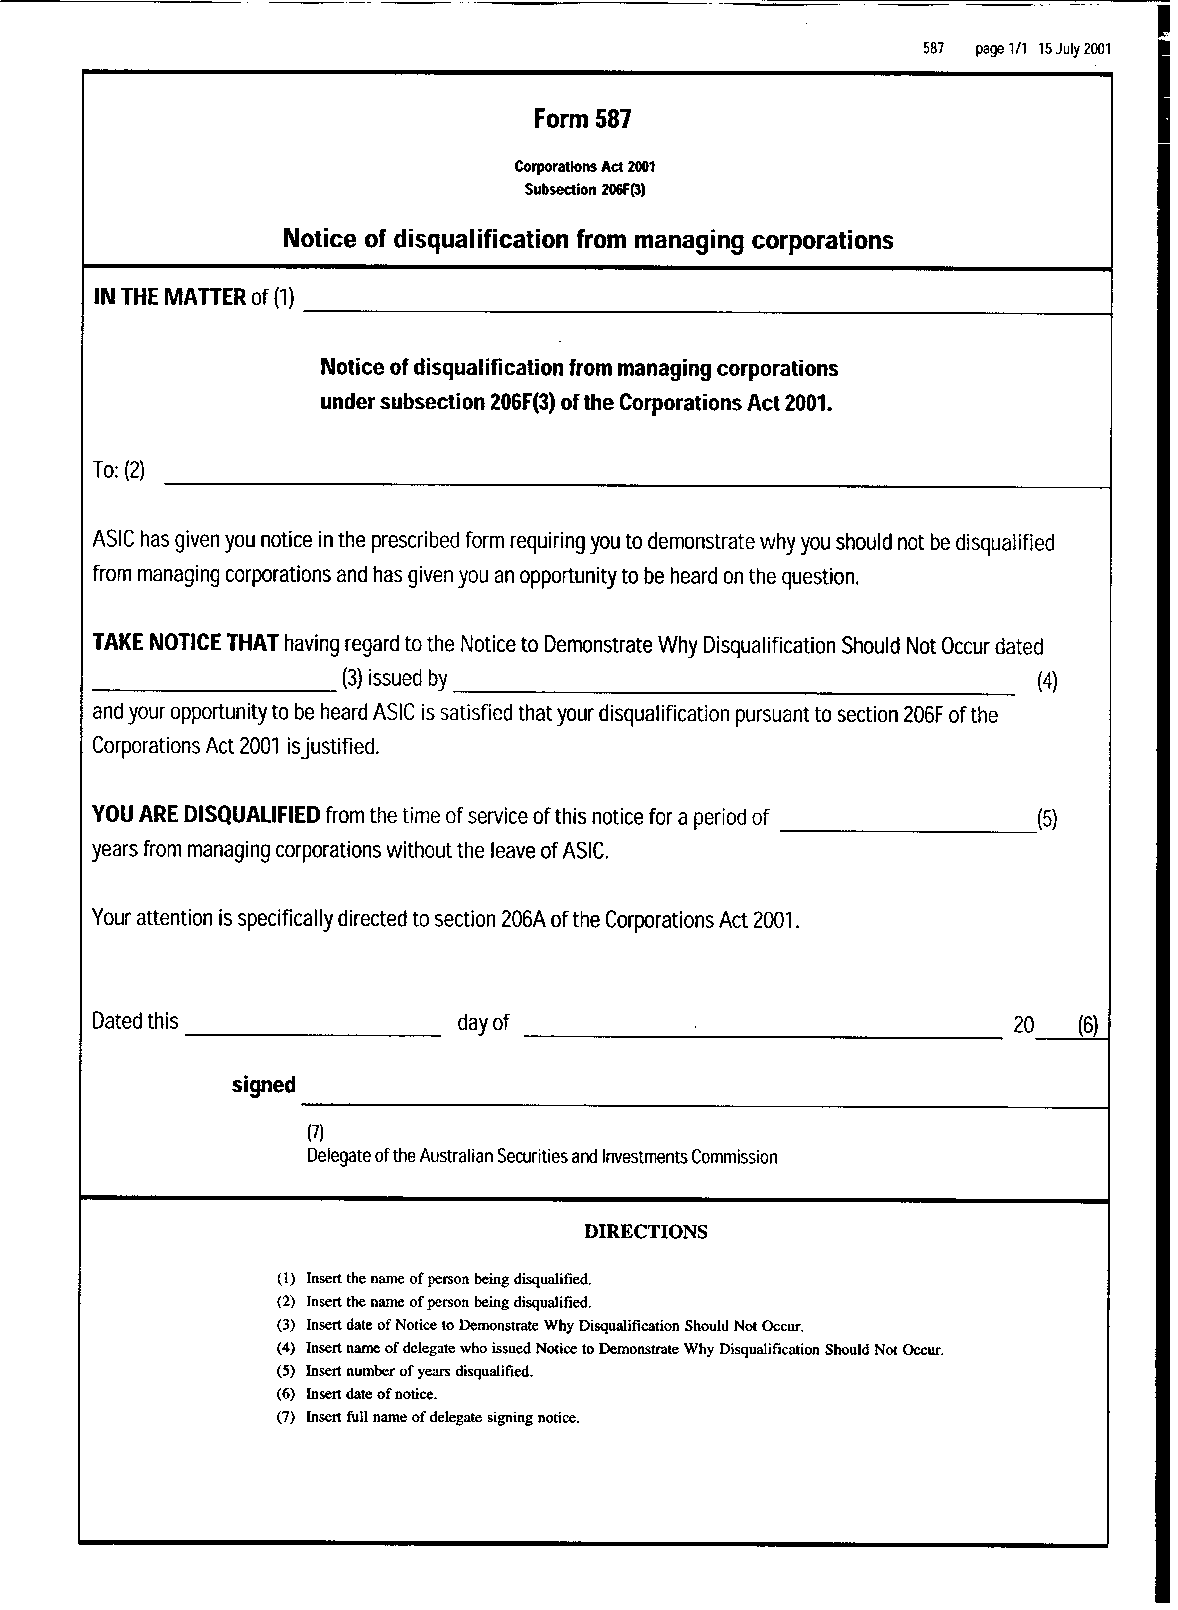 587 page 1/1 15 July 2001
Form 587
Corporations Act 2001
Subsection 206F(3)
Notice of disqualification from managing corporations
IN THE MATTER of (1)
Notice of disqualification from managing corporations
under subsection 206F(3) of the Corporations Act 2001.
To: (2)
ASIC has given you notice in the prescribed form requiring you to demonstrate why you should not be disqualified
from managing corporations and has given you an opportunity to be heard on the question.
TAKE NOTICE THAT having regard to the Notice to Demonstrate Why Disqualification Should Not Occur dated
(3) issued by (4)
and your opportunity to be heard ASIC is satisfied that your disqualification pursuant to section 206F of the
Corporations Act 2001 is justified.
YOU ARE DISQUALIFIED from the time of service of this notice for a period of (5)
years from managing corporations without the leave of ASIC.
Your attention is specifically directed to section 206A of the Corporations Act 2001.
Dated this day of 20 (6)
signed
(7)
Delegate of the Australian Securities and Investments Commission
DIRECTIONS
(1) Insert the name of person being disqualified.
(2) Insert the name of person being disqualified.
(3) Insert date of Notice to Demonstrate Why Disqualification Should Not Occur.
(4) Insert name of delegate who issued Notice to Demonstrate Why Disqualification Should Not Occur.
(5) Insert number of years disqualified.
(6) Insert date of notice.
(7) Insert full name of delegate signing notice.